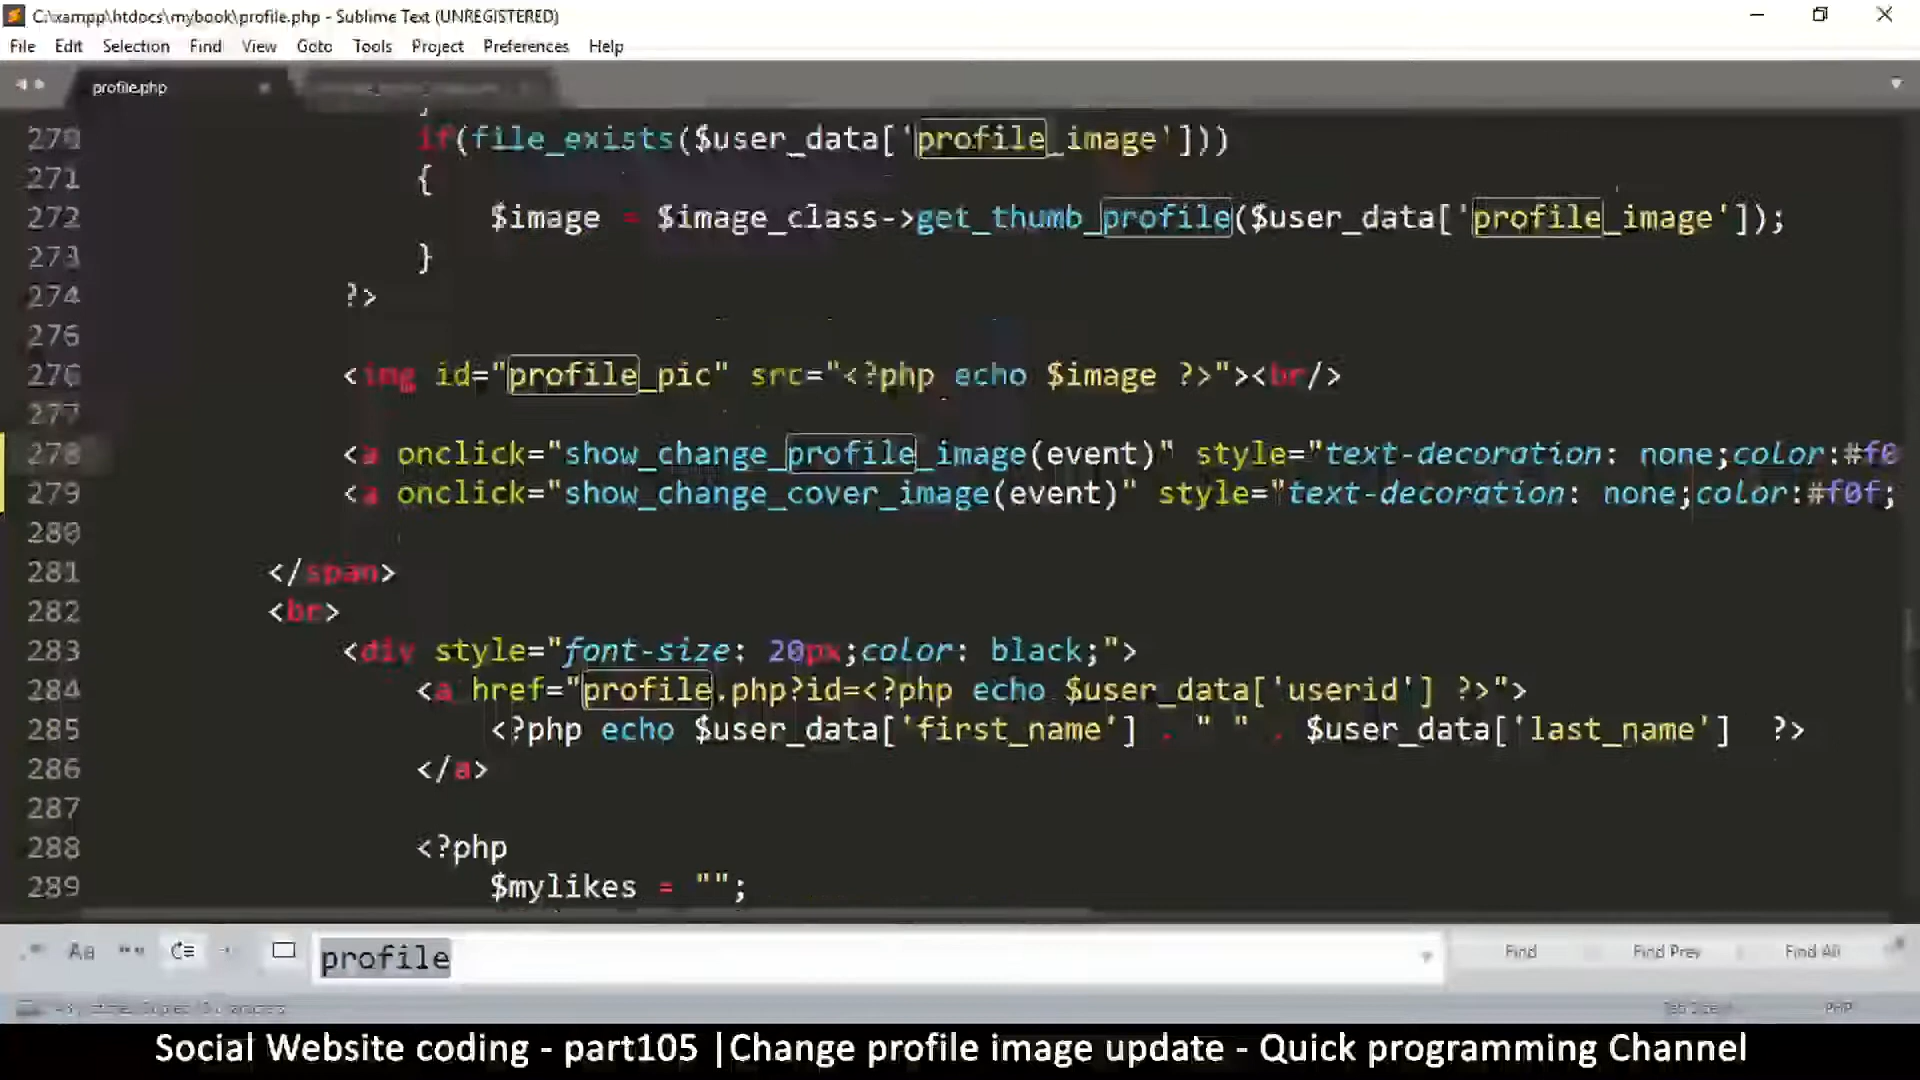 C:\xampp\htdocs\mybook\profile.php - Sublime Text (UNREGISTERED)
File Edit Selection Find View Goto Tools Project Preferences Help
profile.php
270 if(file_exists($user_data['profile_image']))
271 {
272 $image = $image_class->get_thumb_profile($user_data['profile_image']);
273 }
274 ?>
276
276 <img id="profile_pic" src="<?php echo $image ?>"><br/>
277
278 <a onclick="show_change_profile_image(event)" style="text-decoration: none;color:#f0
279 <a onclick="show_change_cover_image(event)" style="text-decoration: none;color:#f0f;
280
281 </span>
282 <br>
283 <div style="font-size: 20px;color: black;">
284 <a href="profile.php?id=<?php echo $user_data['userid'] ?>">
285 <?php echo $user_data['first_name'] . " " . $user_data['last_name'] ?>
286 </a>
287
288 <?php
289 $mylikes = "";
Aa profile Find Find Prev Find All
PHP
Social Website coding - part105 |Change profile image update - Quick programming Channel